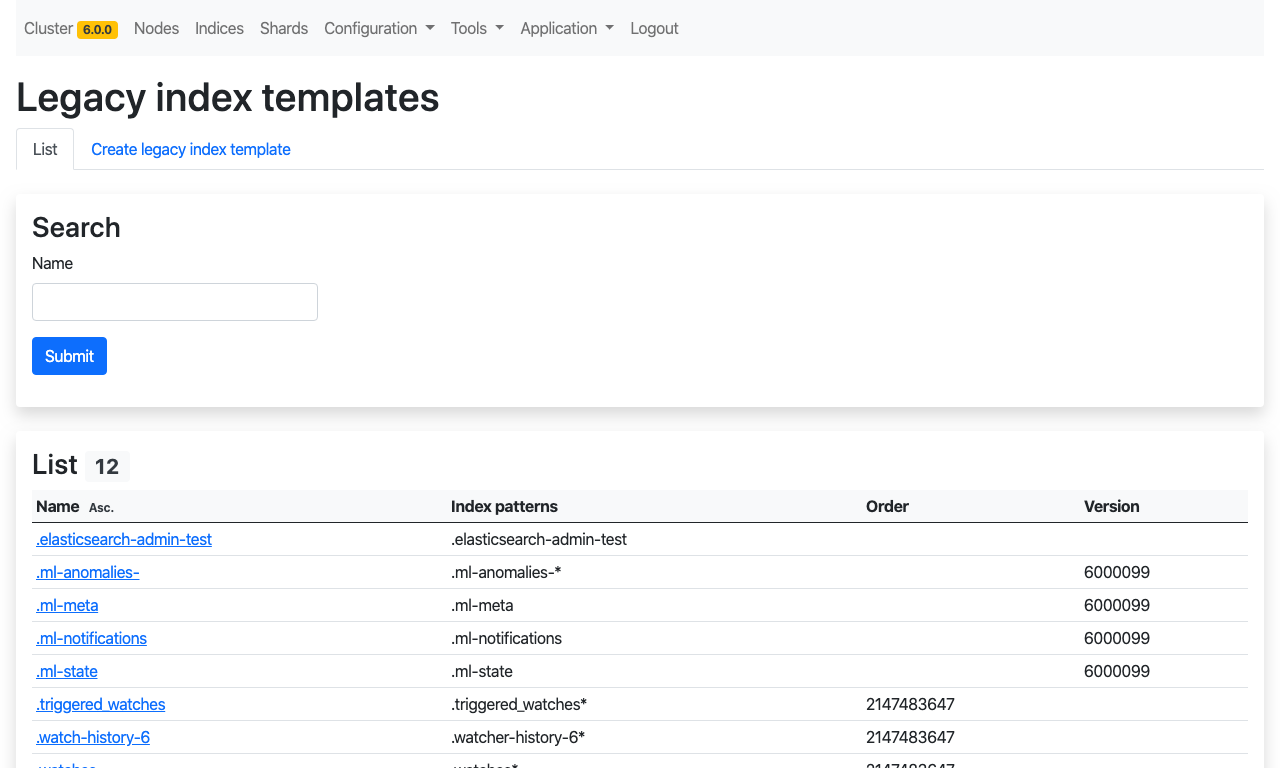 Cluster 6.0.0 Nodes Indices Shards Configuration Tools Application Logout
Legacy index templates
List Create legacy index template
Search
Name
Submit
List 12
Name Asc. Index patterns Order Version
.elasticsearch-admin-test .elasticsearch-admin-test
.ml-anomalies- .ml-anomalies-* 6000099
.ml-meta .ml-meta 6000099
.ml-notifications .ml-notifications 6000099
.ml-state .ml-state 6000099
.triggered_watches .triggered_watches* 2147483647
.watch-history-6 .watcher-history-6* 2147483647
.watches .watches* 2147483647